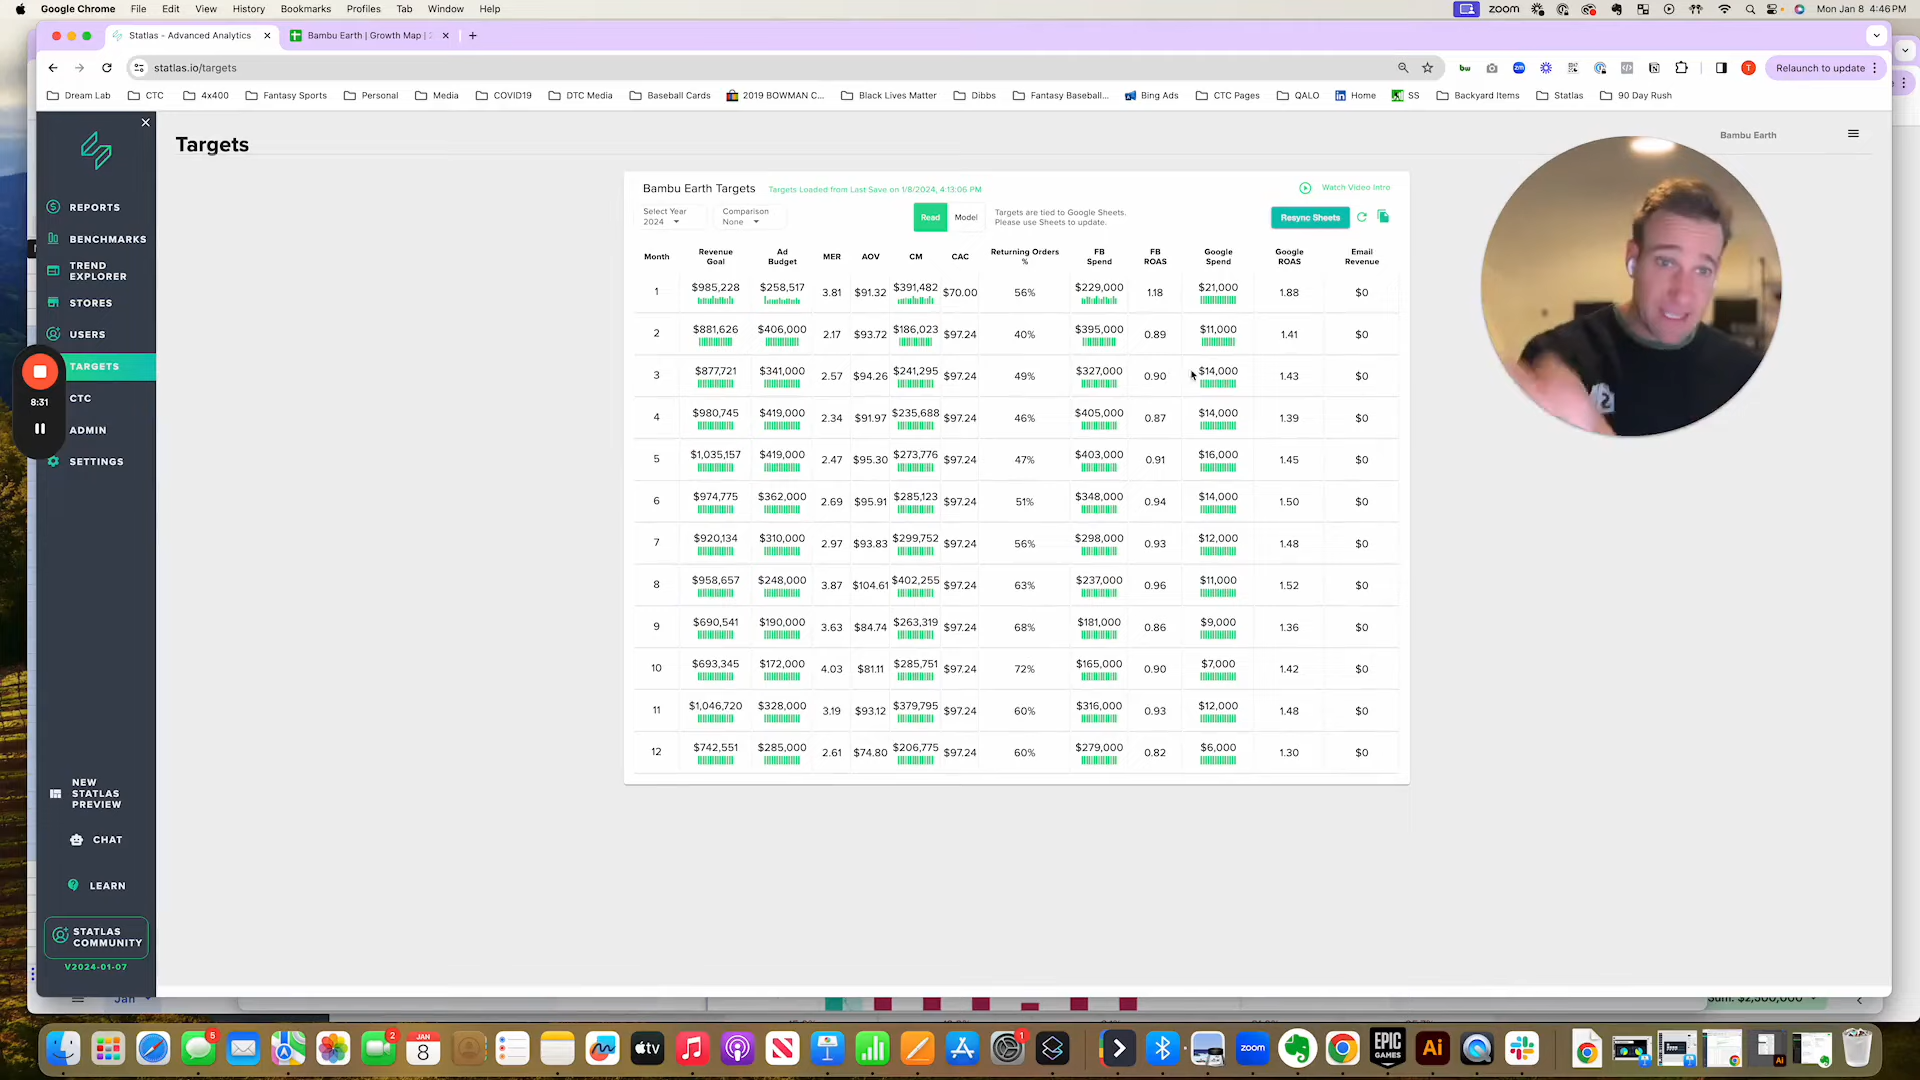 Google Chrome File Edit View History Bookmarks Profiles Tab Window Help zoom Mon Jan 8 4:46 PM
Statlas - Advanced Analytics Bambu Earth | Growth Map |
statlas.io/targets Relaunch to update
Dream Lab CTC 4x400 Fantasy Sports Personal Media COVID19 DTC Media Baseball Cards 2019 BOWMAN C... Black Lives Matter Dibbs Fantasy Baseball... Bing Ads CTC Pages QALO Home SS Backyard Items Statlas 90 Day Rush
Targets
Bambu Earth
REPORTS
BENCHMARKS
TREND
EXPLORER
STORES
USERS
TARGETS
CTC
ADMIN
SETTINGS
8:31
NEW
STATLAS
PREVIEW
CHAT
LEARN
STATLAS
COMMUNITY
V2024-01-07
Bambu Earth Targets Targets Loaded from Last Save on 1/8/2024, 4:13:06 PM Watch Video Intro
Select Year
2024
Comparison
None
Read Model
Targets are tied to Google Sheets.
Please use Sheets to update.
Resync Sheets
Month Revenue Goal Ad Budget MER AOV CM CAC Returning Orders % FB Spend FB ROAS Google Spend Google ROAS Email Revenue
1 $985,228 $258,517 3.81 $91.32 $391,482 $70.00 56% $229,000 1.18 $21,000 1.88 $0
2 $881,626 $406,000 2.17 $93.72 $186,023 $97.24 40% $395,000 0.89 $11,000 1.41 $0
3 $877,721 $341,000 2.57 $94.26 $241,295 $97.24 49% $327,000 0.90 $14,000 1.43 $0
4 $980,745 $419,000 2.34 $91.97 $235,688 $97.24 46% $405,000 0.87 $14,000 1.39 $0
5 $1,035,157 $419,000 2.47 $95.30 $273,776 $97.24 47% $403,000 0.91 $16,000 1.45 $0
6 $974,775 $362,000 2.69 $95.91 $285,123 $97.24 51% $348,000 0.94 $14,000 1.50 $0
7 $920,134 $310,000 2.97 $93.83 $299,752 $97.24 56% $298,000 0.93 $12,000 1.48 $0
8 $958,657 $248,000 3.87 $104.61 $402,255 $97.24 63% $237,000 0.96 $11,000 1.52 $0
9 $690,541 $190,000 3.63 $84.74 $263,319 $97.24 68% $181,000 0.86 $9,000 1.36 $0
10 $693,345 $172,000 4.03 $81.11 $285,751 $97.24 72% $165,000 0.90 $7,000 1.42 $0
11 $1,046,720 $328,000 3.19 $93.12 $379,795 $97.24 60% $316,000 0.93 $12,000 1.48 $0
12 $742,551 $285,000 2.61 $74.80 $206,775 $97.24 60% $279,000 0.82 $6,000 1.30 $0
Jan
5 2 JAN 8 tv 1 zoom EPIC GAMES Ai